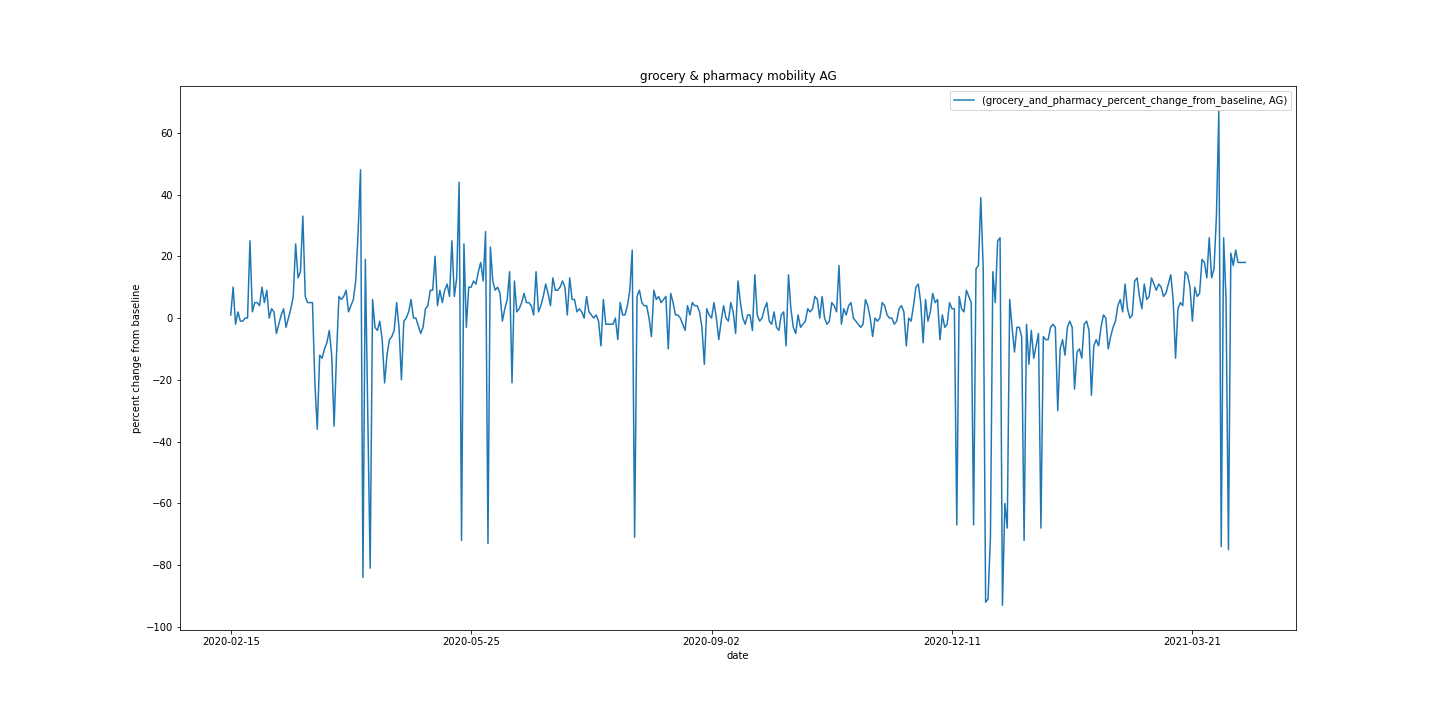 grocery & pharmacy mobility AG
(grocery_and_pharmacy_percent_change_from_baseline, AG)
percent change from baseline
60
40
20
0
−20
−40
−60
−80
−100
2020-02-15 2020-05-25 2020-09-02 2020-12-11 2021-03-21
date